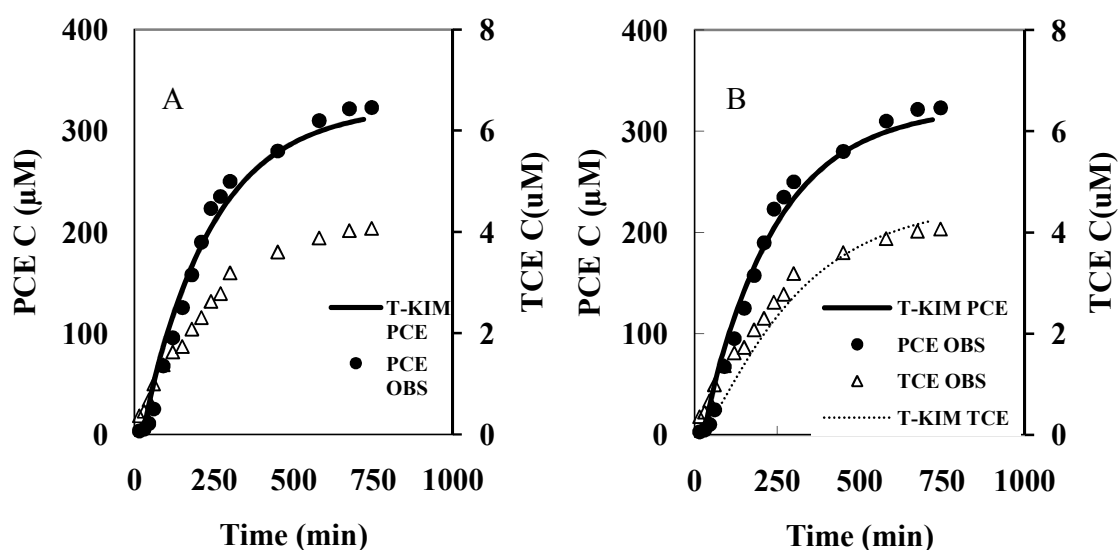 400
300
200
100
0
PCE C (µM)
A
T-KIM
PCE
PCE
OBS
8
6
4
2
0
TCE C(uM)
0 250 500 750 1000
Time (min)
400
300
200
100
0
PCE C (µM)
B
T-KIM PCE
PCE OBS
TCE OBS
T-KIM TCE
8
6
4
2
0
TCE C(uM)
0 250 500 750 1000
Time (min)